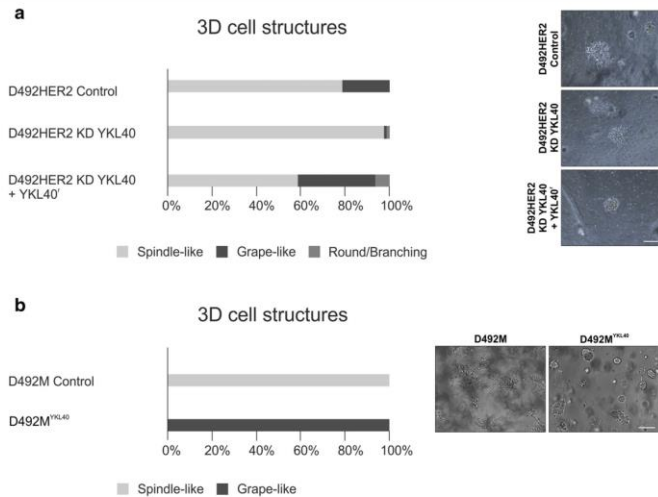 a
3D cell structures
D492HER2 Control
D492HER2 KD YKL40
D492HER2 KD YKL40
+ YKL40^r
0% 20% 40% 60% 80% 100%
Spindle-like Grape-like Round/Branching
D492HER2
Control
D492HER2
KD YKL40
D492HER2
KD YKL40
+ YKL40^r
b
3D cell structures
D492M Control
D492M^YKL40
0% 20% 40% 60% 80% 100%
Spindle-like Grape-like
D492M D492M^YKL40